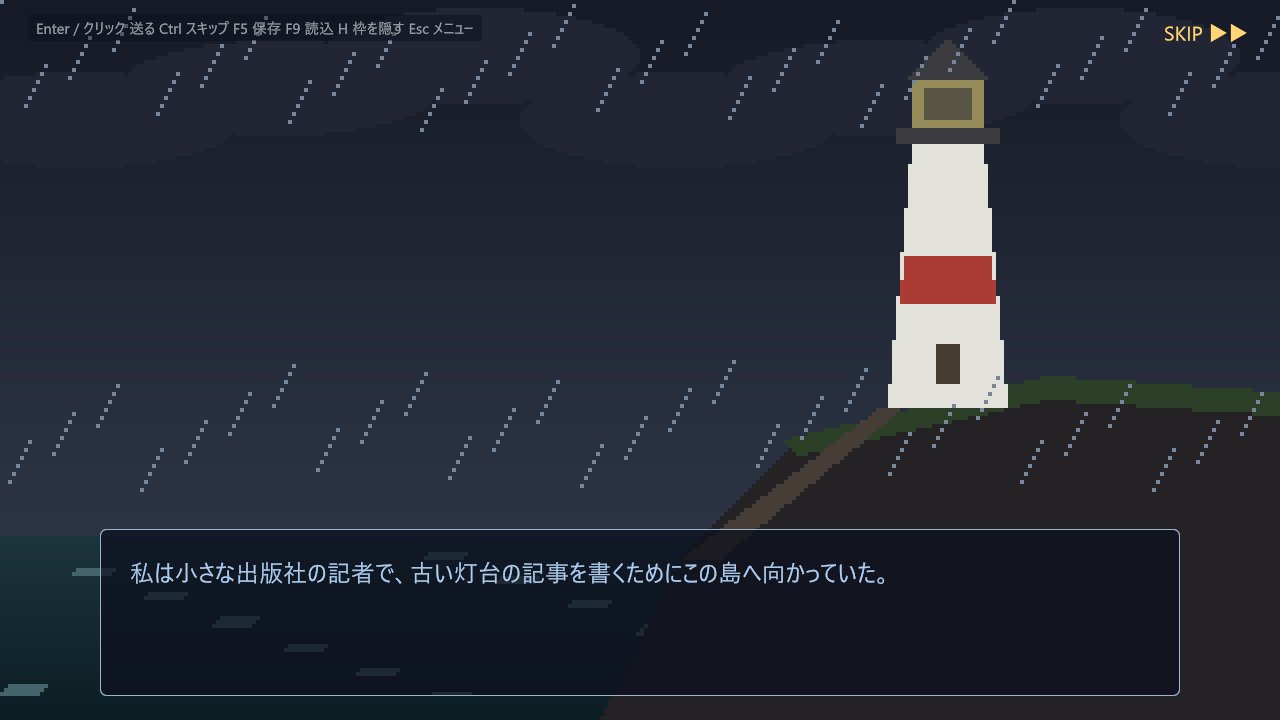 Enter / クリック 送る Ctrl スキップ F5 保存 F9 読込 H 枠を隠す Esc メニュー
SKIP ▶▶
私は小さな出版社の記者で、古い灯台の記事を書くためにこの島へ向かっていた。